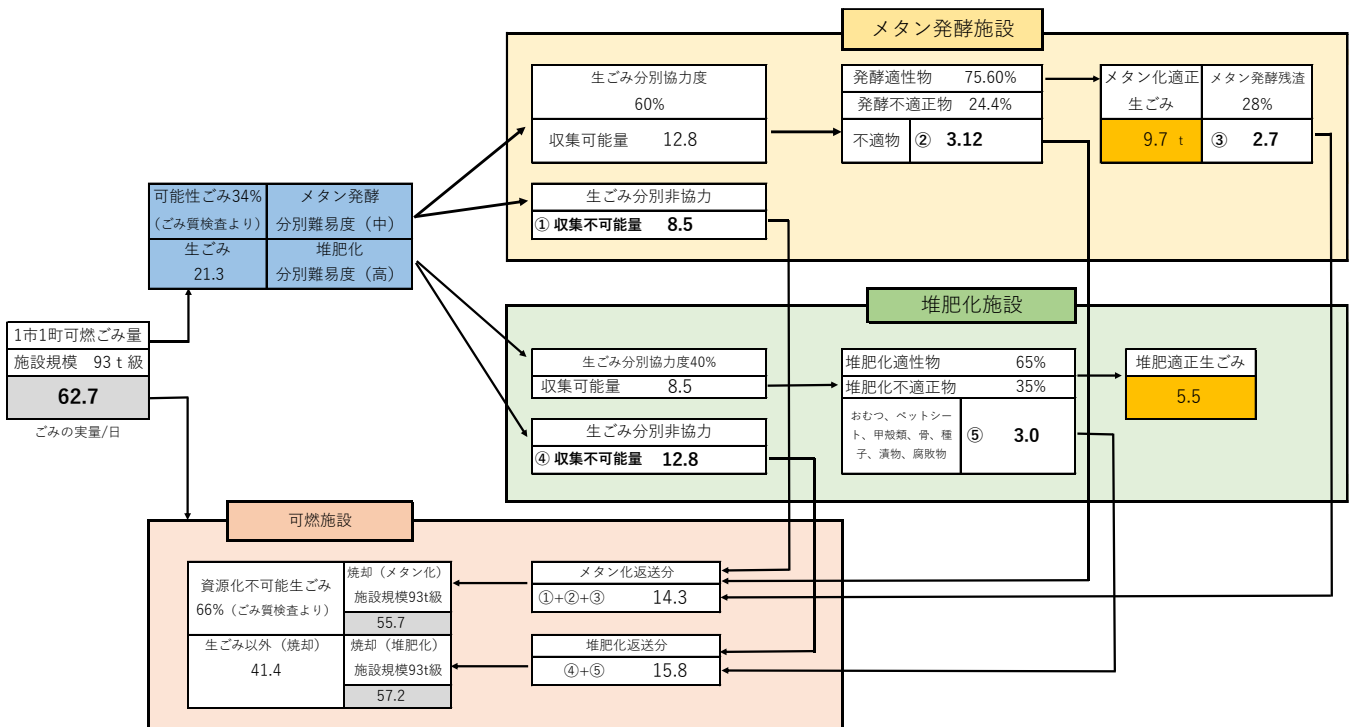 メタン発酵施設
生ごみ分別協力度
60%
収集可能量 12.8
発酵適性物 75.60%
発酵不適正物 24.4%
不適物 ② 3.12
メタン化適正
生ごみ
9.7 t
メタン発酵残渣
28%
③ 2.7
生ごみ分別非協力
① 収集不可能量 8.5
可能性ごみ34%
(ごみ質検査より)
メタン発酵
分別難易度（中）
生ごみ
21.3
堆肥化
分別難易度（高）
堆肥化施設
1市1町可燃ごみ量
施設規模 93ｔ級
62.7
ごみの実量/日
生ごみ分別協力度40%
収集可能量 8.5
堆肥化適性物 65%
堆肥化不適正物 35%
おむつ、ペットシー
ト、甲殻類、骨、種
子、漬物、腐敗物
⑤ 3.0
堆肥適正生ごみ
5.5
生ごみ分別非協力
④ 収集不可能量 12.8
可燃施設
資源化不可能生ごみ
66%（ごみ質検査より）
焼却（メタン化）
施設規模93t級
55.7
メタン化返送分
①+②+③ 14.3
生ごみ以外（焼却）
41.4
焼却（堆肥化）
施設規模93t級
57.2
堆肥化返送分
④+⑤ 15.8